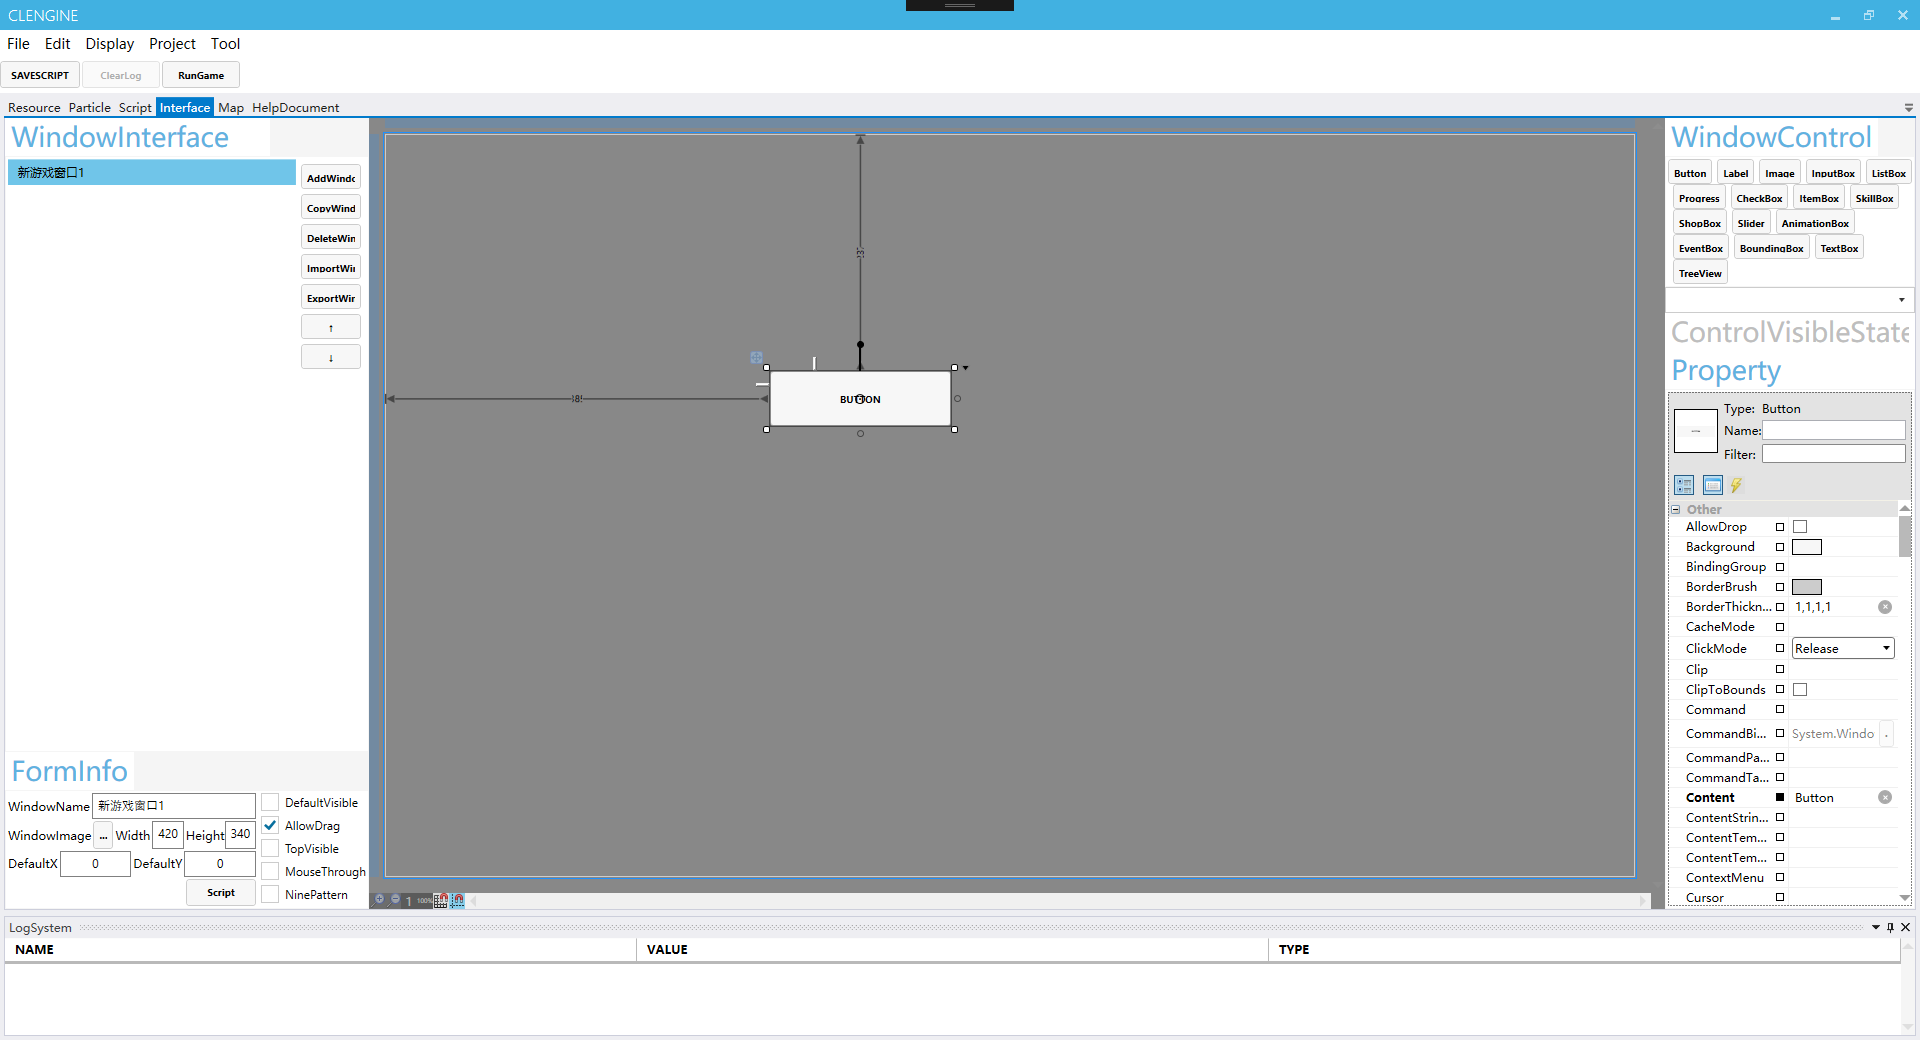 CLENGINE
File Edit Display Project Tool
SAVESCRIPT ClearLog RunGame
Resource Particle Script Interface Map HelpDocument
WindowInterface
新游戏窗口1
AddWindo
CopyWind
DeleteWin
ImportWin
ExportWin
↑
↓
FormInfo
WindowName 新游戏窗口1
WindowImage ... Width 420 Height 340
DefaultX 0 DefaultY 0
Script
DefaultVisible
AllowDrag
TopVisible
MouseThrough
NinePattern
BUTTON
1 100%
WindowControl
Button Label Image InputBox ListBox
Progress CheckBox ItemBox SkillBox
ShopBox Slider AnimationBox
EventBox BoundingBox TextBox
TreeView
ControlVisibleState
Property
Type: Button
Name:
Filter:
Other
AllowDrop
Background
BindingGroup
BorderBrush
BorderThickn... 1,1,1,1
CacheMode
ClickMode Release
Clip
ClipToBounds
Command
CommandBi... System.Windo .
CommandPa...
CommandTa...
Content Button
ContentStrin...
ContentTem...
ContentTem...
ContextMenu
Cursor
LogSystem
NAME VALUE TYPE